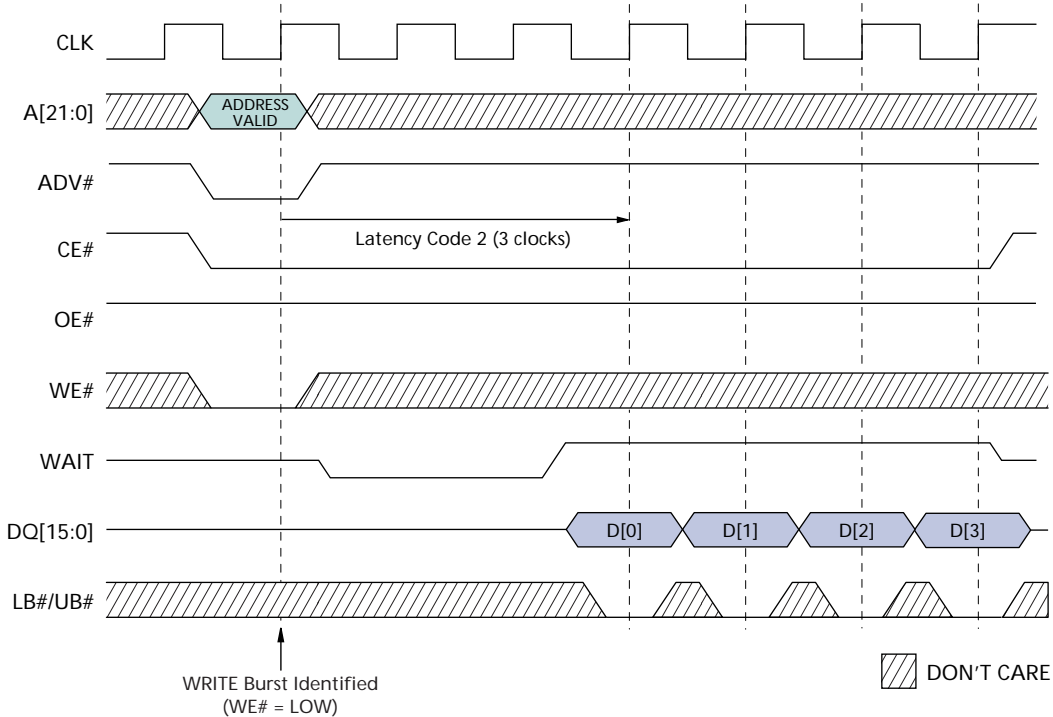 CLK
A[21:0]
ADDRESS
VALID
ADV#
Latency Code 2 (3 clocks)
CE#
OE#
WE#
WAIT
DQ[15:0]
D[0] D[1] D[2] D[3]
LB#/UB#
WRITE Burst Identified
(WE# = LOW)
DON'T CARE